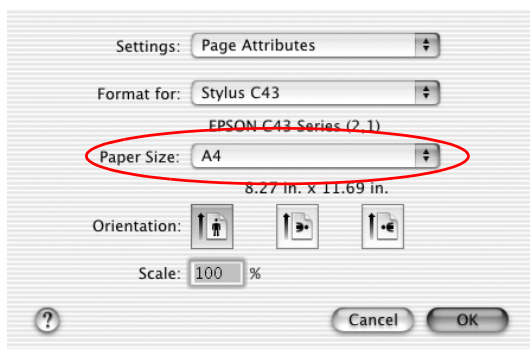 Settings: Page Attributes
Format for: Stylus C43
EPSON C43 Series (2,1)
Paper Size: A4
8.27 in. x 11.69 in.
Orientation:
Scale: 100 %
? Cancel OK